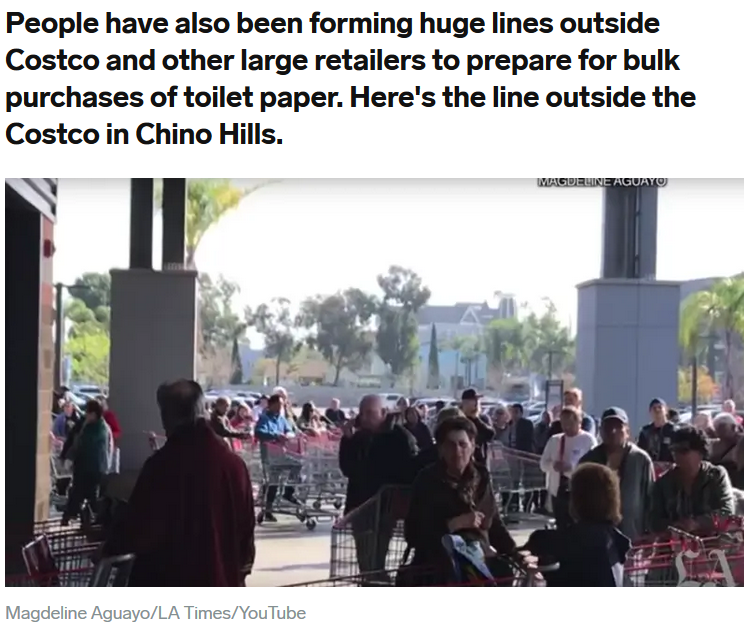 People have also been forming huge lines outside
Costco and other large retailers to prepare for bulk
purchases of toilet paper. Here's the line outside the
Costco in Chino Hills.
MAGDELINE AGUAYO
LA
Magdeline Aguayo/LA Times/YouTube